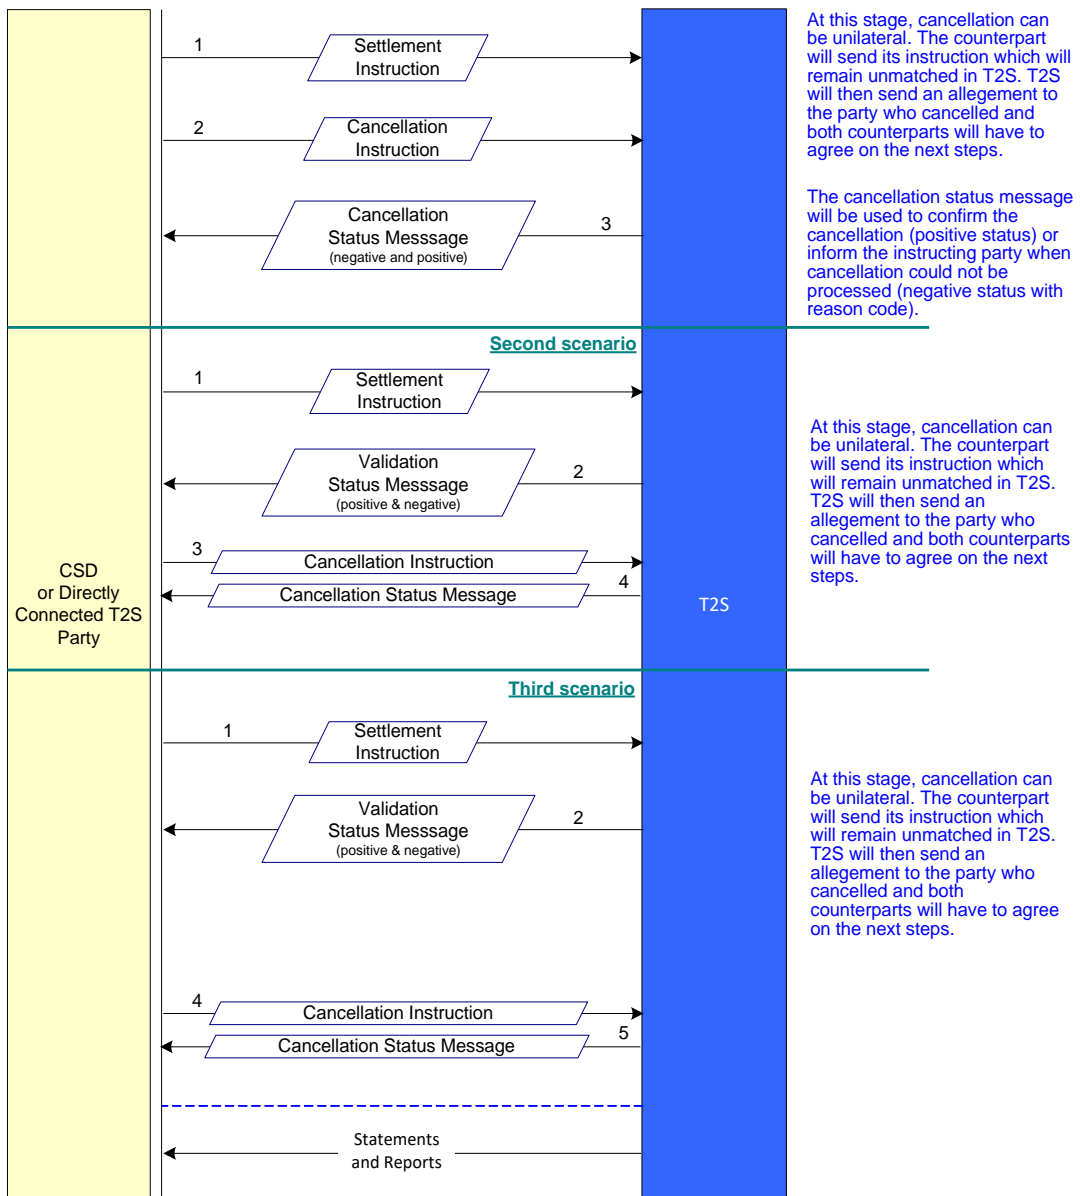 At this stage, cancellation can
be unilateral. The counterpart
will send its instruction which will
remain unmatched in T2S. T2S
will then send an allegement to
the party who cancelled and
both counterparts will have to
agree on the next steps.
1
Settlement
Instruction
2
Cancellation
Instruction
The cancellation status message
will be used to confirm the
cancellation (positive status) or
inform the instructing party when
cancellation could not be
processed (negative status with
reason code).
Cancellation
Status Messsage
(negative and positive)
3
Second scenario
1
Settlement
Instruction
Validation
Status Messsage
(positive & negative)
2
At this stage, cancellation can
be unilateral. The counterpart
will send its instruction which
will remain unmatched in T2S.
T2S will then send an
allegement to the party who
cancelled and both counterparts
will have to agree on the next
steps.
3
Cancellation Instruction
Cancellation Status Message
4
CSD
or Directly
Connected T2S
Party
T2S
Third scenario
1
Settlement
Instruction
Validation
Status Messsage
(positive & negative)
2
At this stage, cancellation can
be unilateral. The counterpart
will send its instruction which
will remain unmatched in T2S.
T2S will then send an
allegement to the party who
cancelled and both
counterparts will have to agree
on the next steps.
4
Cancellation Instruction
Cancellation Status Message
5
Statements
and Reports